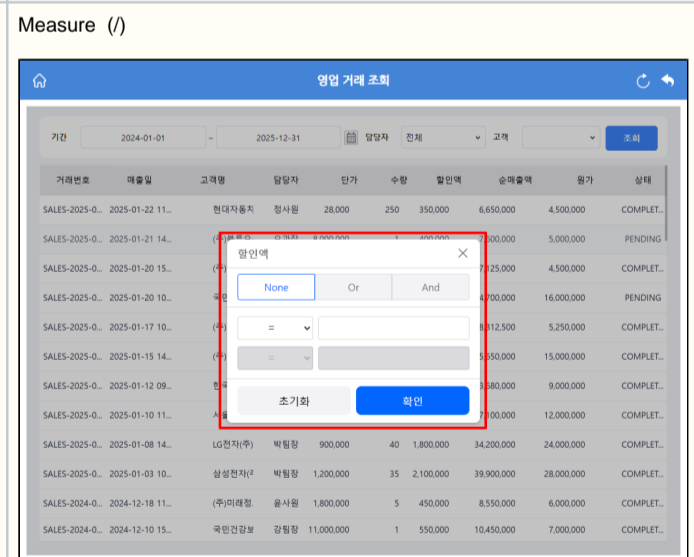 Measure (/)
영업 거래 조회
기간 2024-01-01 ~ 2025-12-31 담당자 전체 고객 조회
거래번호 매출일 고객명 담당자 단가 수량 할인액 순매출액 원가 상태
SALES-2025-0... 2025-01-22 11... 현대자동치 정사원 28,000 250 350,000 6,650,000 4,500,000 COMPLET...
SALES-2025-0... 2025-01-21 14... 5,000,000 PENDING
SALES-2025-0... 2025-01-20 15... 4,500,000 COMPLET...
SALES-2025-0... 2025-01-20 10... 16,000,000 PENDING
SALES-2025-0... 2025-01-17 10... 5,250,000 COMPLET...
SALES-2025-0... 2025-01-15 14... 15,000,000 COMPLET...
SALES-2025-0... 2025-01-12 09... 9,000,000 COMPLET...
SALES-2025-0... 2025-01-10 11... 12,000,000 COMPLET...
할인액
None Or And
=
=
초기화 확인
SALES-2025-0... 2025-01-08 14... LG전자(주) 박팀장 900,000 40 1,800,000 34,200,000 24,000,000 COMPLET...
SALES-2025-0... 2025-01-03 10... 삼성전자(주 박팀장 1,200,000 35 2,100,000 39,900,000 28,000,000 COMPLET...
SALES-2024-0... 2024-12-18 11... (주)미래정. 윤사원 1,800,000 5 450,000 8,550,000 6,000,000 COMPLET...
SALES-2024-0... 2024-12-10 15... 국민건강보 강팀장 11,000,000 1 550,000 10,450,000 7,000,000 COMPLET...